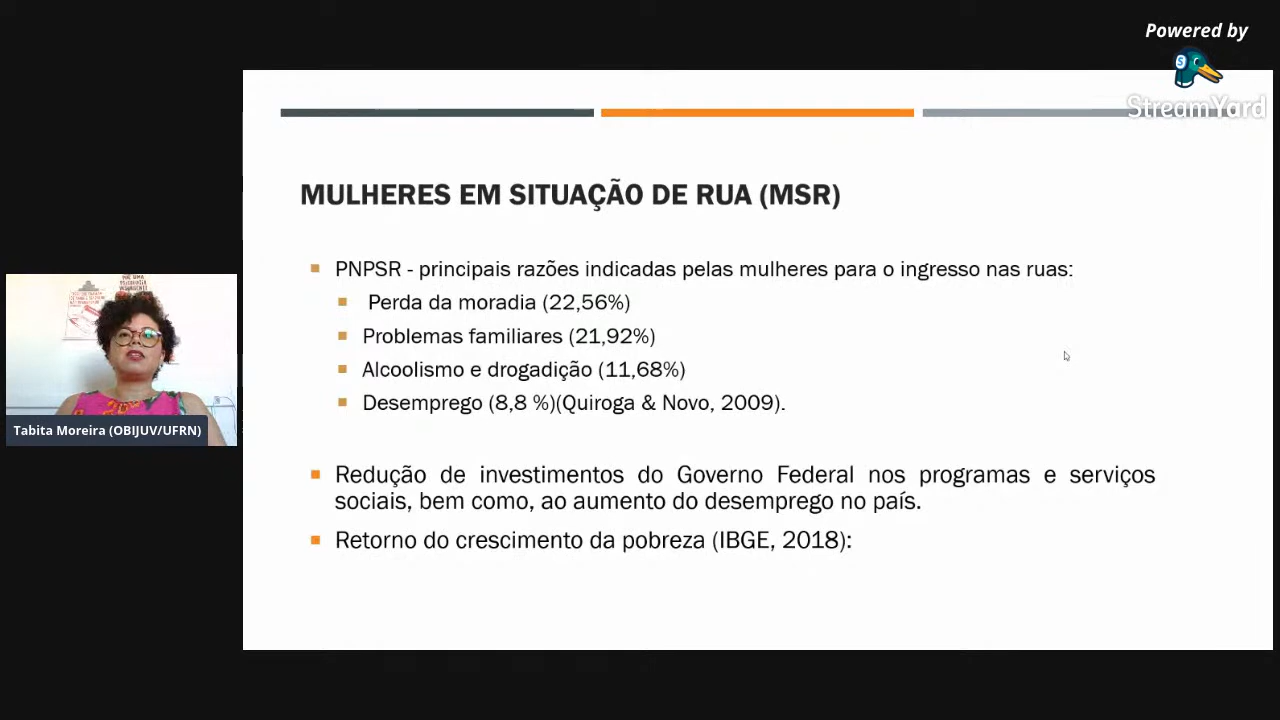 Powered by
StreamYard
MULHERES EM SITUAÇÃO DE RUA (MSR)
PNPSR - principais razões indicadas pelas mulheres para o ingresso nas ruas:
Perda da moradia (22,56%)
Problemas familiares (21,92%)
Alcoolismo e drogadição (11,68%)
Desemprego (8,8 %)(Quiroga & Novo, 2009).
Redução de investimentos do Governo Federal nos programas e serviços
sociais, bem como, ao aumento do desemprego no país.
Retorno do crescimento da pobreza (IBGE, 2018):
Tabita Moreira (OBIJUV/UFRN)